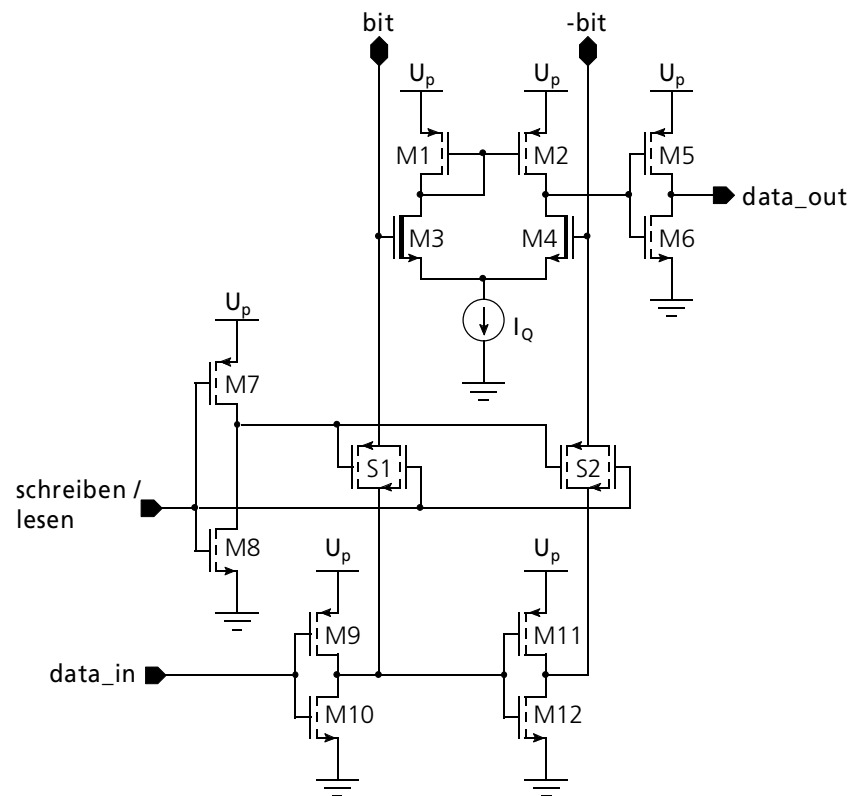 bit
-bit
Up
Up
Up
M1
M2
M5
data_out
M3
M4
M6
Up
IQ
M7
S1
S2
schreiben /
lesen
M8
Up
Up
M9
M11
data_in
M10
M12